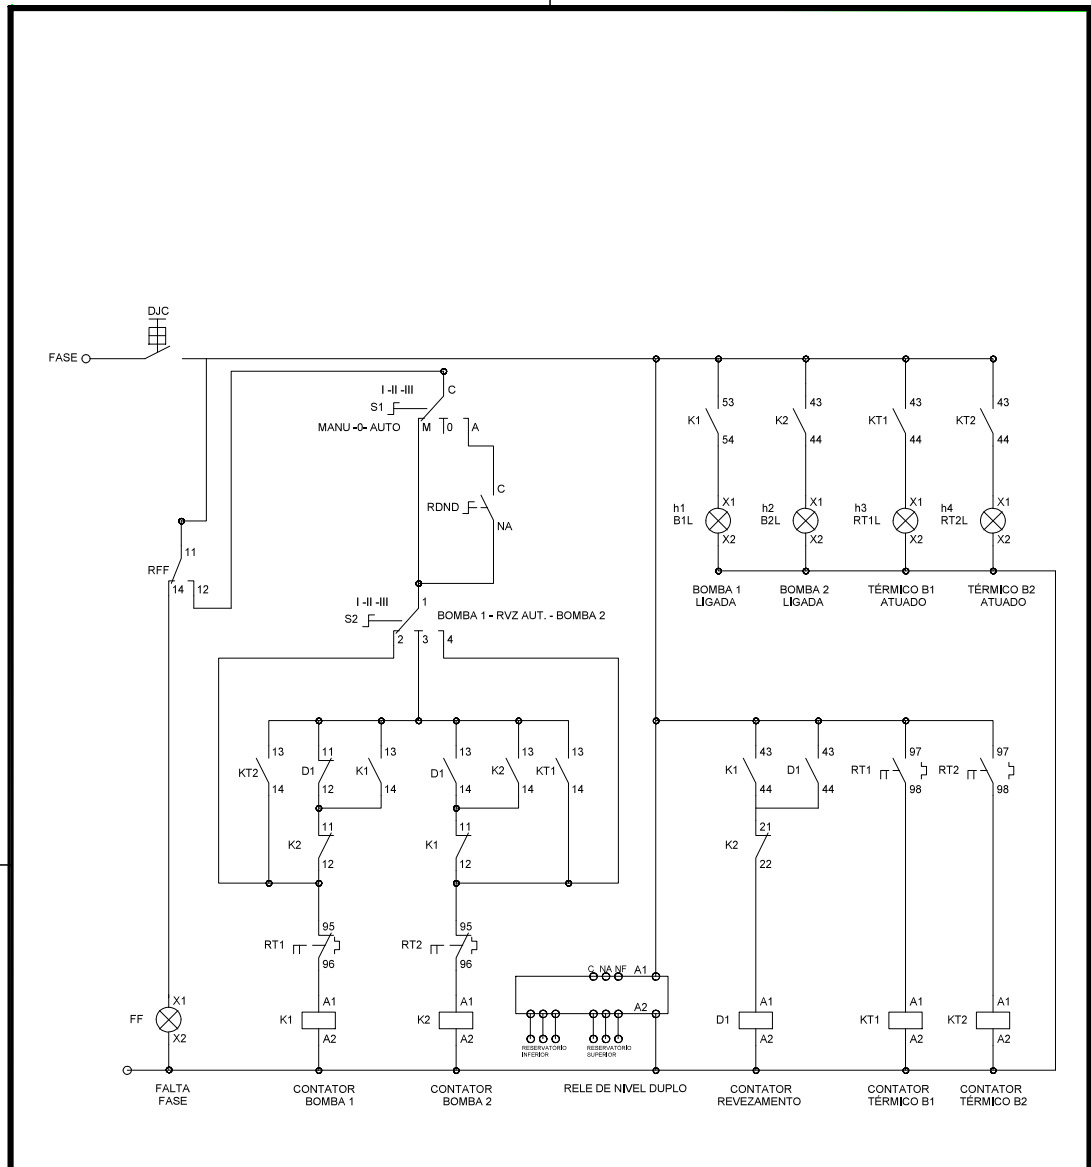 DJC
FASE
I -II -III
C
S1
MANU -0- AUTO
M
0
A
C
RDND
NA
11
RFF
14
12
I -II -III
1
S2
BOMBA 1 - RVZ AUT. - BOMBA 2
2
3
4
K1
53
54
K2
43
44
KT1
43
44
KT2
43
44
h1
B1L
X1
X2
h2
B2L
X1
X2
h3
RT1L
X1
X2
h4
RT2L
X1
X2
BOMBA 1
LIGADA
BOMBA 2
LIGADA
TÉRMICO B1
ATUADO
TÉRMICO B2
ATUADO
KT2
13
14
D1
11
12
K1
13
14
D1
13
14
K2
13
14
KT1
13
14
K1
43
44
D1
43
44
RT1
97
98
RT2
97
98
K2
11
12
K1
11
12
K2
21
22
RT1
95
96
RT2
95
96
C NA NF A1
A2
RESERVATORIO
INFERIOR
RESERVATORIO
SUPERIOR
FF
X1
X2
K1
A1
A2
K2
A1
A2
D1
A1
A2
KT1
A1
A2
KT2
A1
A2
FALTA
FASE
CONTATOR
BOMBA 1
CONTATOR
BOMBA 2
RELE DE NIVEL DUPLO
CONTATOR
REVEZAMENTO
CONTATOR
TÉRMICO B1
CONTATOR
TÉRMICO B2